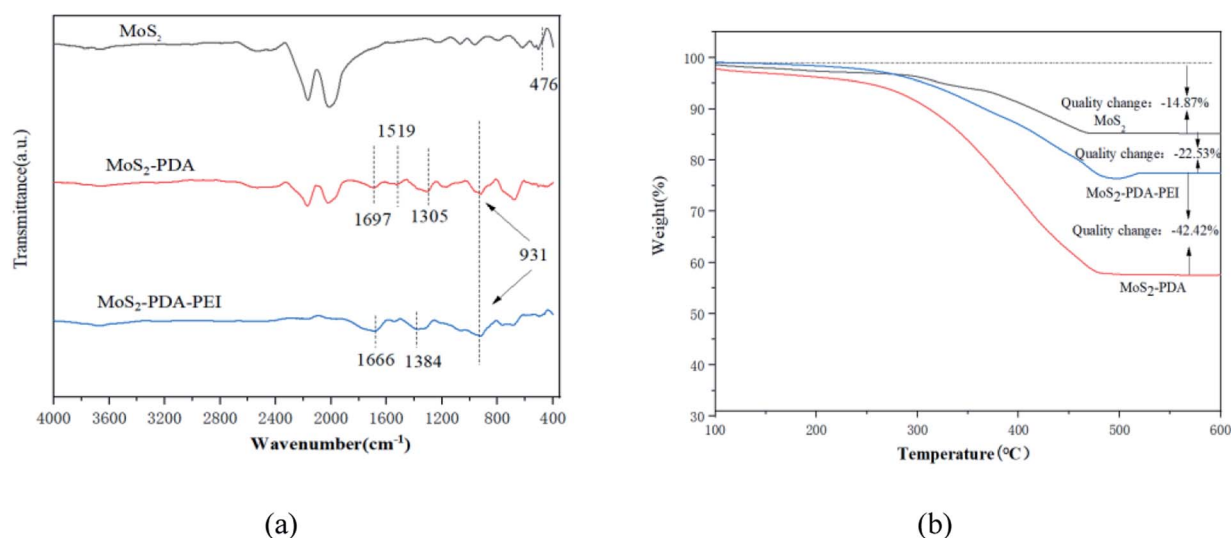 MoS₂
476
1519
MoS₂-PDA
1697
1305
931
MoS₂-PDA-PEI
1666
1384
Transmittance(a.u.)
4000 3600 3200 2800 2400 2000 1600 1200 800 400
Wavenumber(cm⁻¹)
(a)
100
90
80
70
60
50
40
30
Weight(%)
Quality change: -14.87%
MoS₂
Quality change: -22.53%
MoS₂-PDA-PEI
Quality change: -42.42%
MoS₂-PDA
100 200 300 400 500 600
Temperature(°C)
(b)